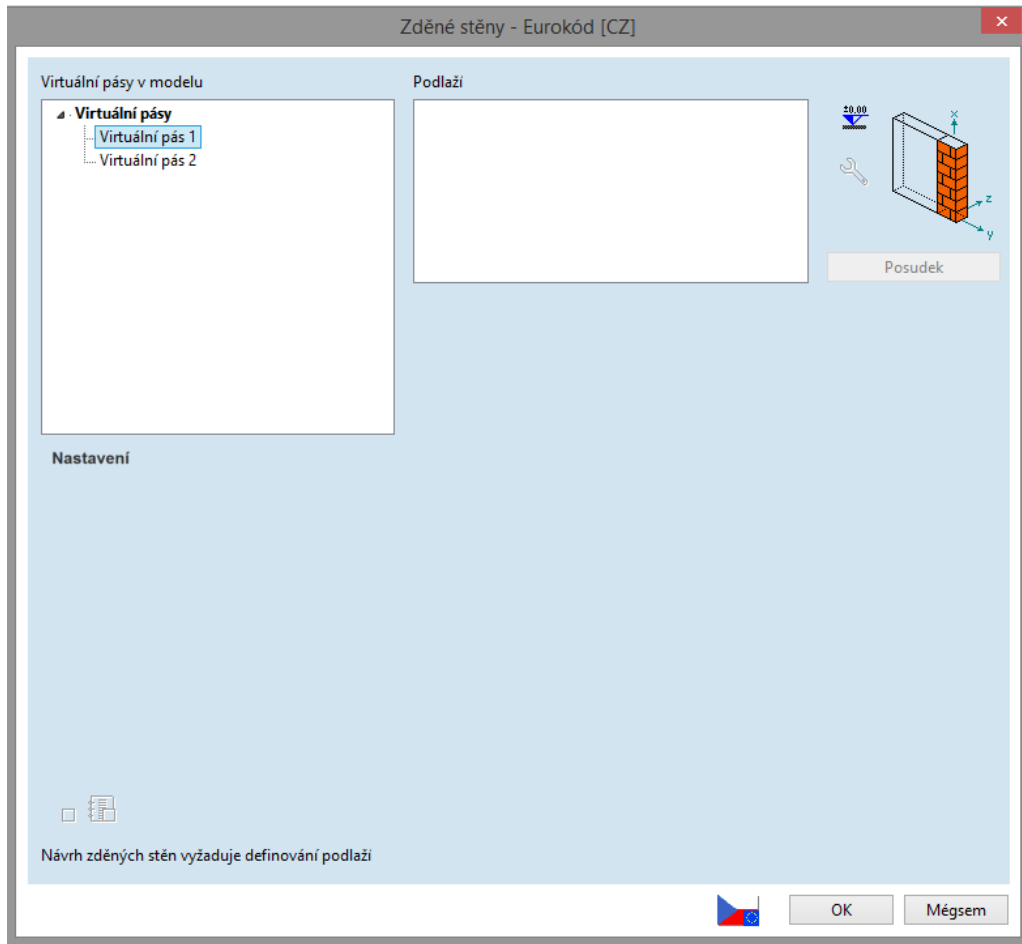 Zděné stěny - Eurokód [CZ]
Virtuální pásy v modelu
Podlaží
Virtuální pásy
Virtuální pás 1
Virtuální pás 2
±0,00
x
z
y
Posudek
Nastavení
Návrh zděných stěn vyžaduje definování podlaží
OK
Mégsem